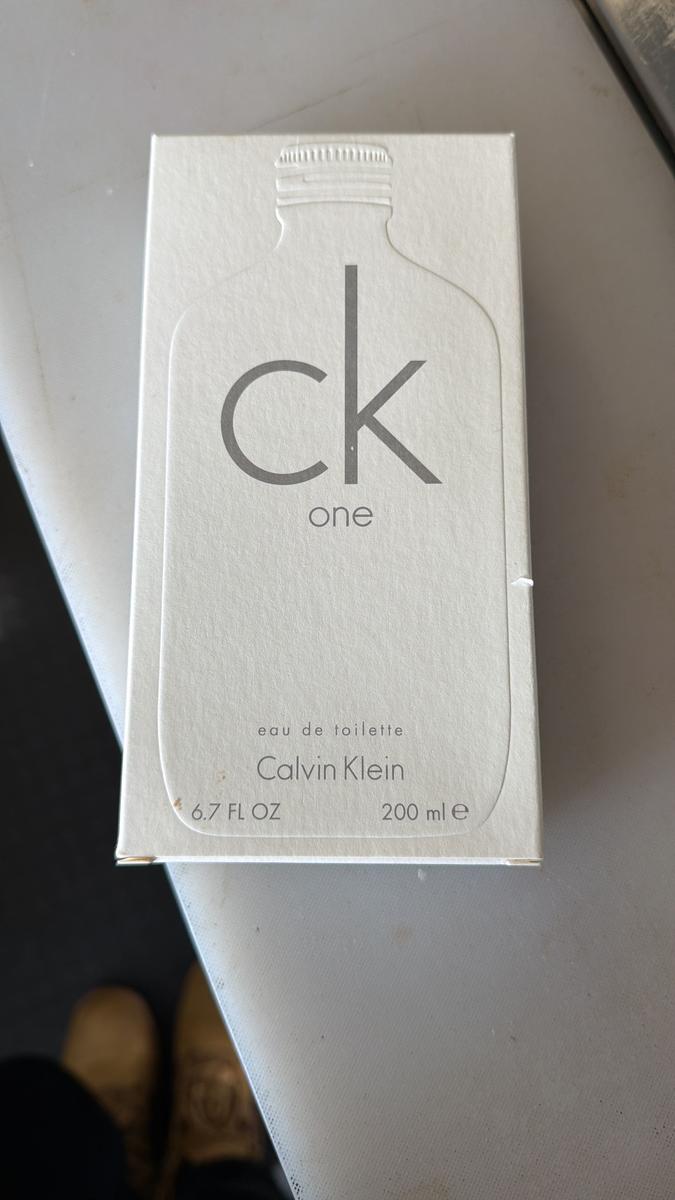 ck
one
eau de toilette
Calvin Klein
6.7 FL OZ 200 ml ℮